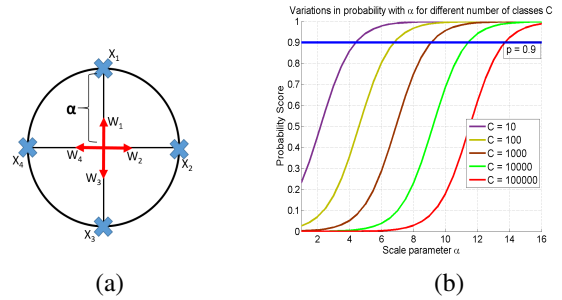 X1
α
W1
X4
W4
W2
X2
W3
X3
(a)
Variations in probability with α for different number of classes C
1
0.9
0.8
0.7
0.6
0.5
0.4
0.3
0.2
0.1
0
Probability Score
p = 0.9
C = 10
C = 100
C = 1000
C = 10000
C = 100000
2 4 6 8 10 12 14 16
Scale parameter α
(b)